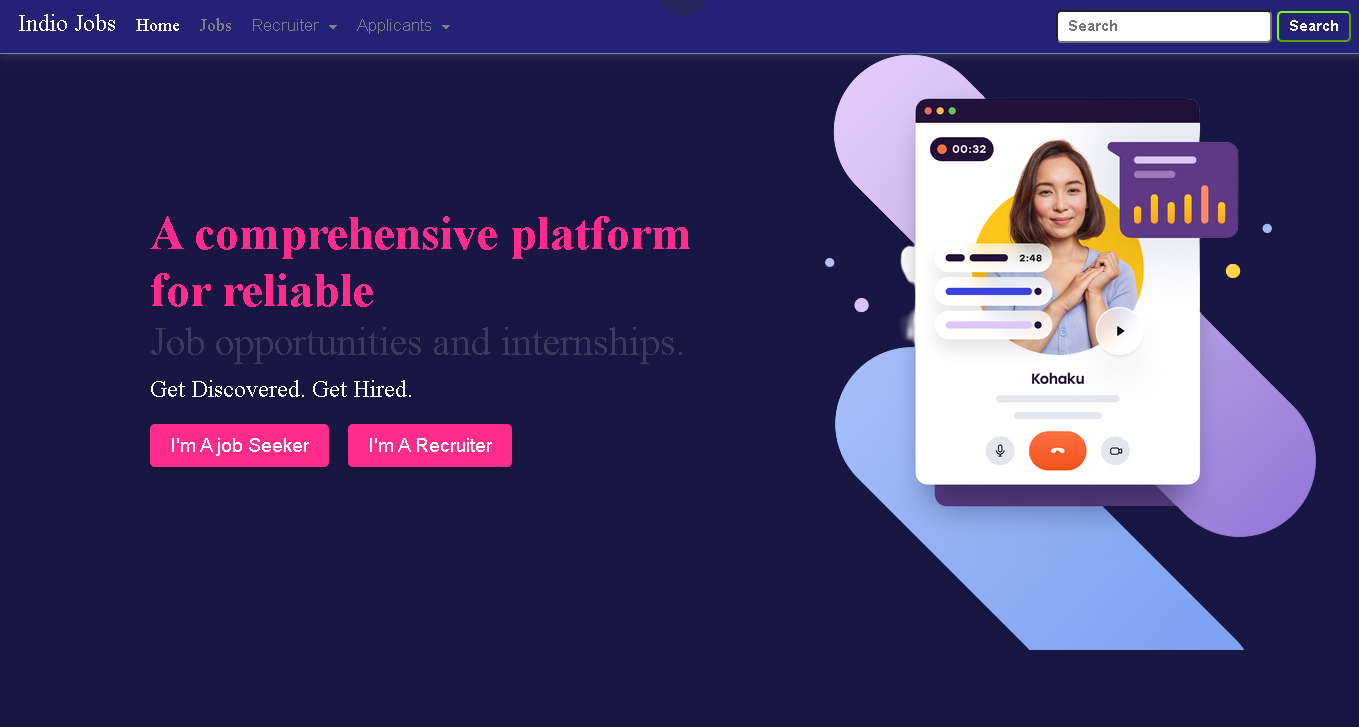 Indio Jobs Home Jobs Recruiter Applicants Search Search
A comprehensive platform
for reliable
Job opportunities and internships.
Get Discovered. Get Hired.
I'm A job Seeker I'm A Recruiter
00:32
2:48
Kohaku